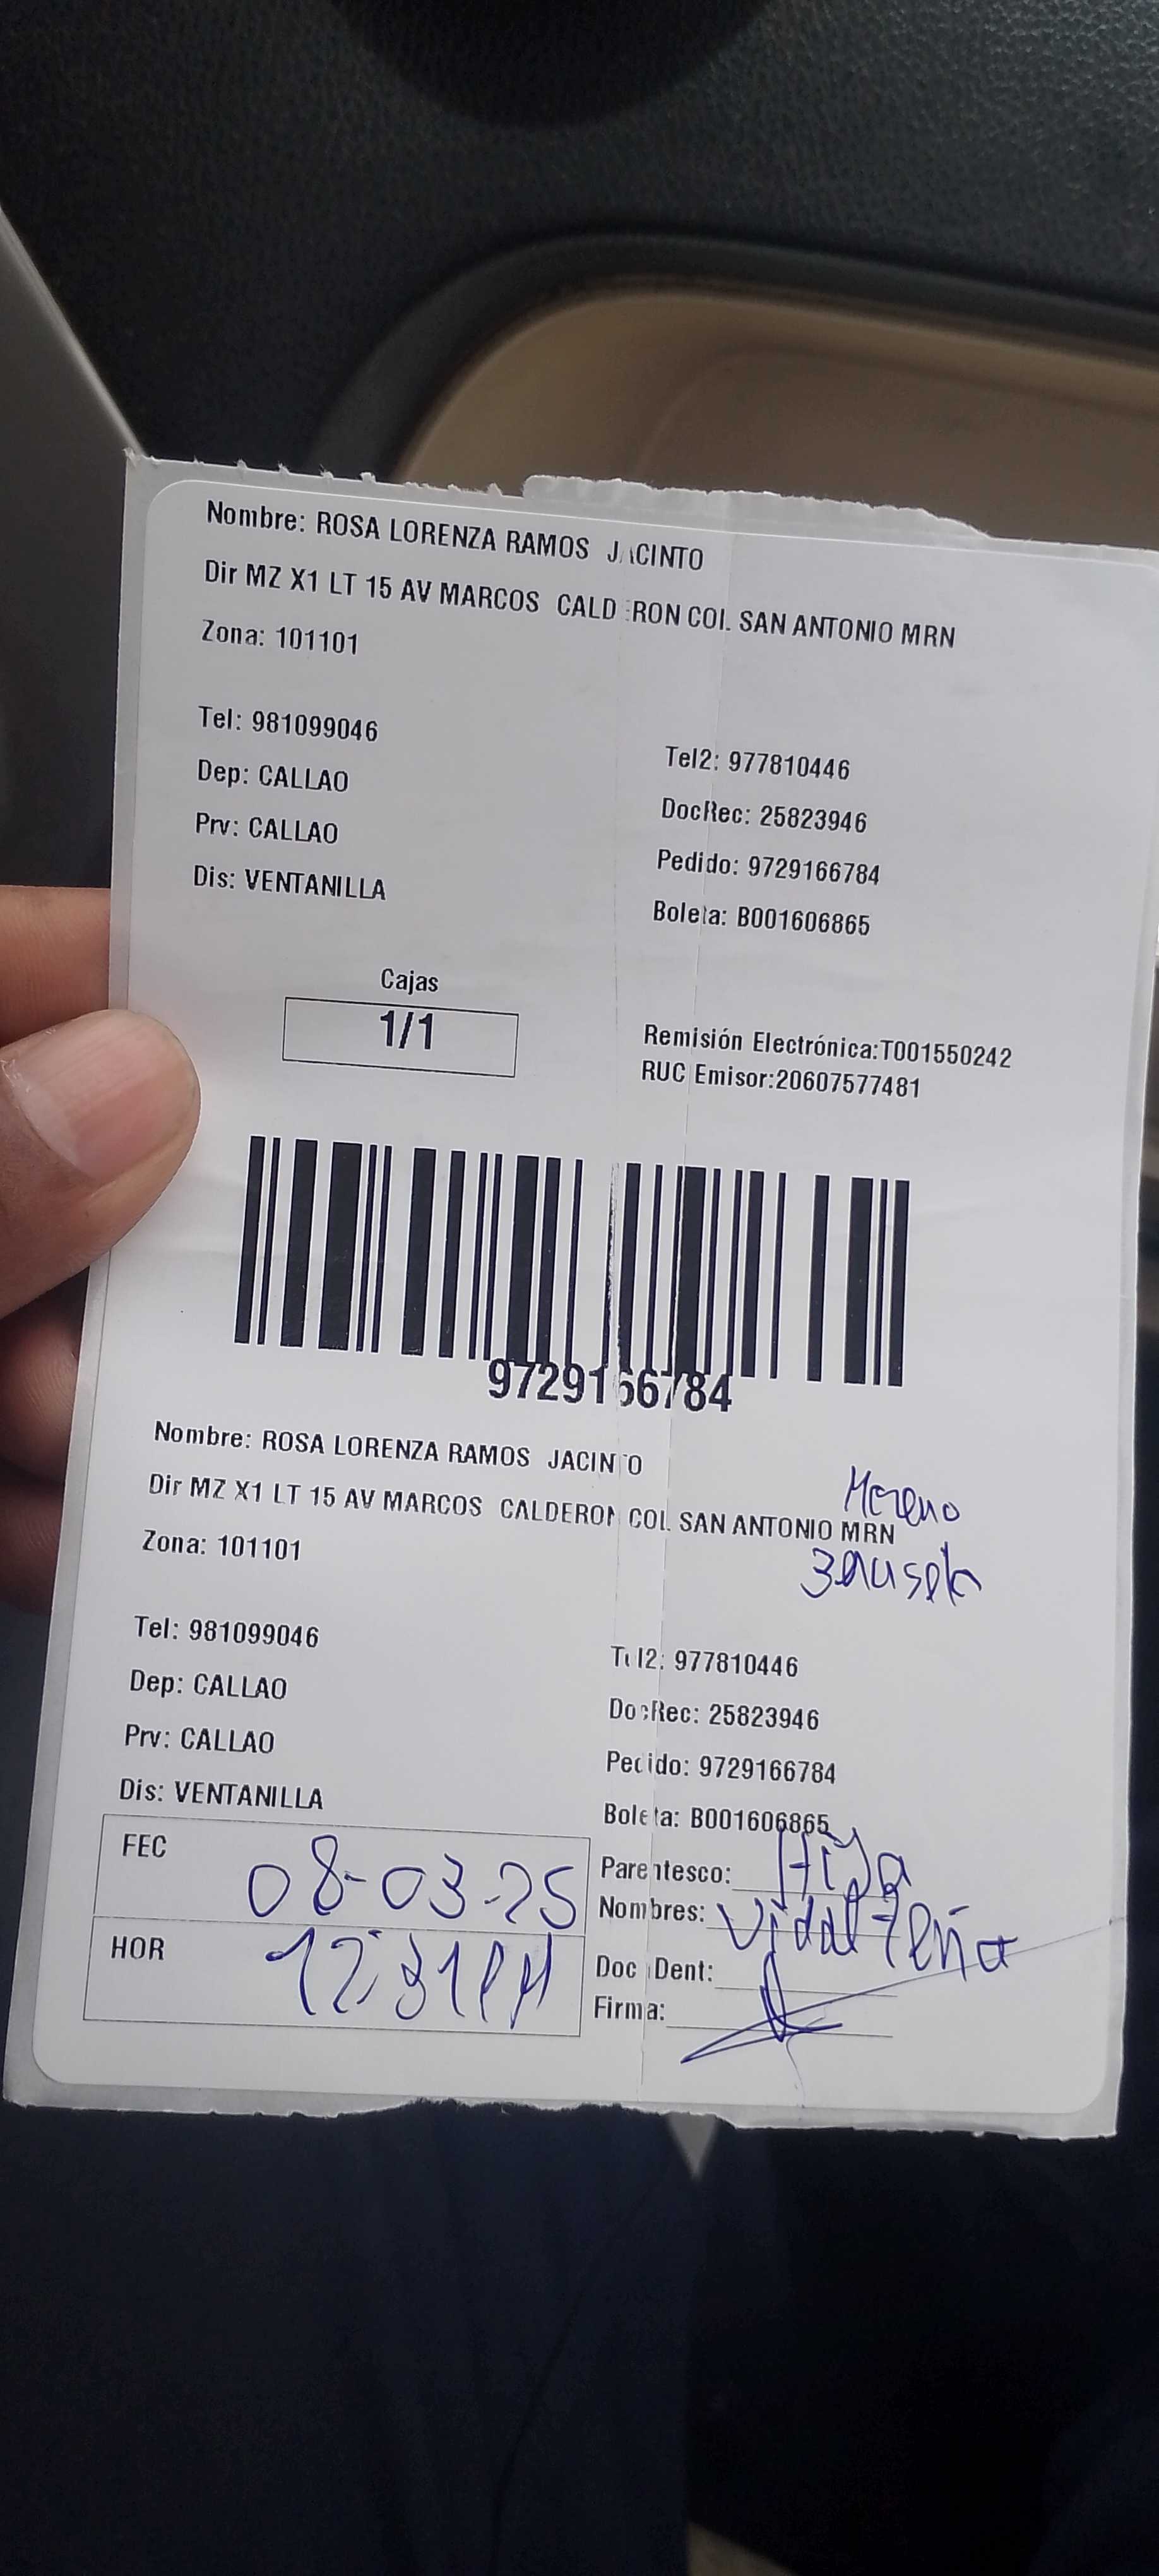 Nombre: ROSA LORENZA RAMOS JACINTO
Dir MZ X1 LT 15 AV MARCOS CALDERON COL. SAN ANTONIO MRN
Zona: 101101
Tel: 981099046
Tel2: 977810446
Dep: CALLAO
DocRec: 25823946
Prv: CALLAO
Pedido: 9729166784
Dis: VENTANILLA
Boleta: B001606865
Cajas
1/1
Remisión Electrónica:T001550242
RUC Emisor:20607577481
9729166784
Nombre: ROSA LORENZA RAMOS JACINTO
Moreno
Dir MZ X1 LT 15 AV MARCOS CALDERON COL. SAN ANTONIO MRN
Zona: 101101
Tel: 981099046
Tel2: 977810446
Dep: CALLAO
DocRec: 25823946
Prv: CALLAO
Pedido: 9729166784
Dis: VENTANILLA
Boleta: B001606865
FEC 08-03-25
Parentesco: Hija
Nombres: Vidal Peña
HOR 12:31PM
Doc Dent:
Firma: